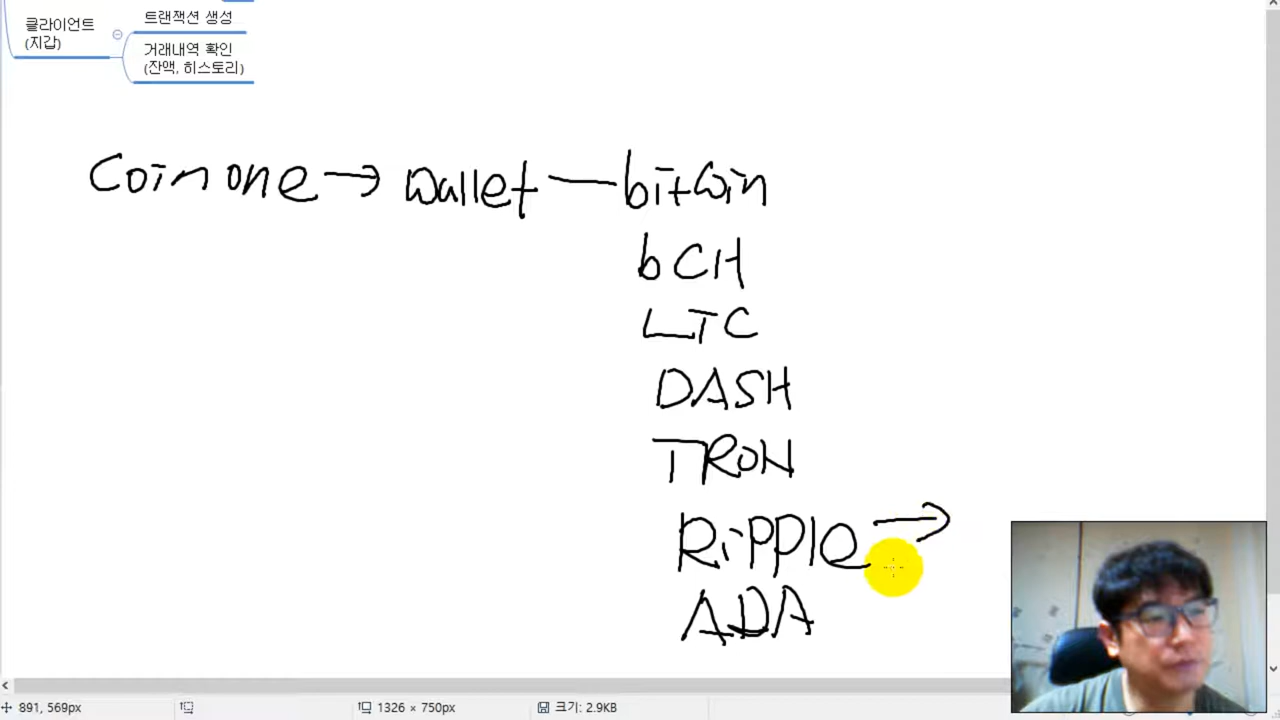 클라이언트
(지갑)
트랜잭션 생성
거래내역 확인
(잔액, 히스토리)
Coin one → wallet — bitcoin
bCH
LTC
DASH
TRON
RiPPle →
ADA
891, 569px
1326 × 750px
크기: 2.9KB